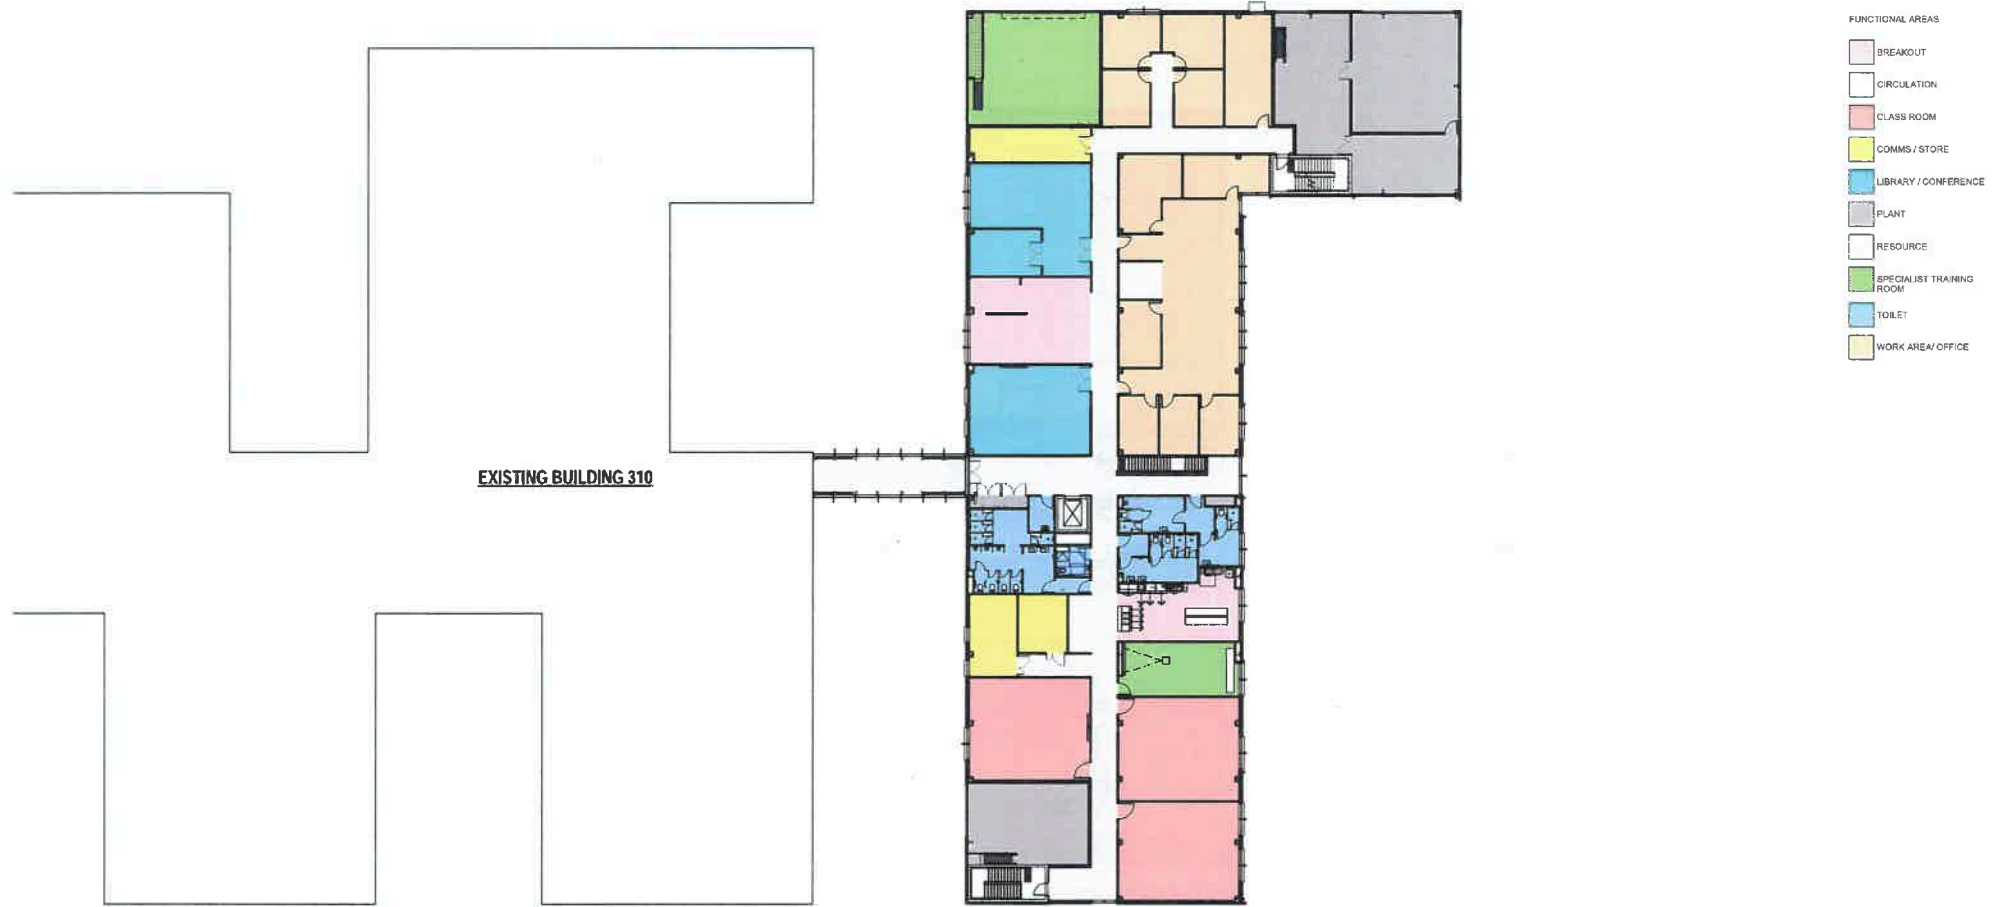 FUNCTIONAL AREAS
BREAKOUT
CIRCULATION
CLASS ROOM
COMMS / STORE
LIBRARY / CONFERENCE
PLANT
RESOURCE
SPECIALIST TRAINING
ROOM
TOILET
WORK AREA/ OFFICE
EXISTING BUILDING 310